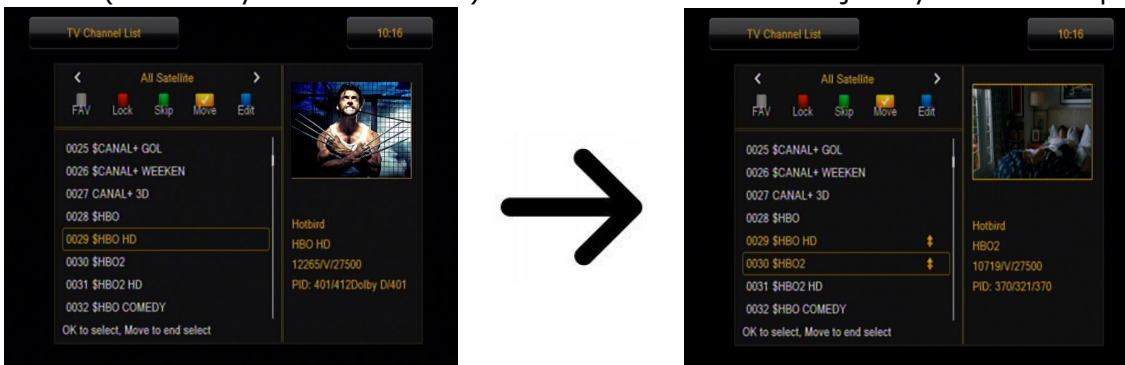 TV Channel List
10:16
All Satellite
FAV Lock Skip Move Edit
0025 $CANAL+ GOL
0026 $CANAL+ WEEKEN
0027 CANAL+ 3D
0028 $HBO
0029 $HBO HD
0030 $HBO2
0031 $HBO2 HD
0032 $HBO COMEDY
OK to select, Move to end select
Hotbird
HBO HD
12265/V/27500
PID: 401/412Dolby D/401
TV Channel List
10:16
All Satellite
FAV Lock Skip Move Edit
0025 $CANAL+ GOL
0026 $CANAL+ WEEKEN
0027 CANAL+ 3D
0028 $HBO
0029 $HBO HD
0030 $HBO2
0031 $HBO2 HD
0032 $HBO COMEDY
OK to select, Move to end select
Hotbird
HBO2
10719/V/27500
PID: 370/321/370